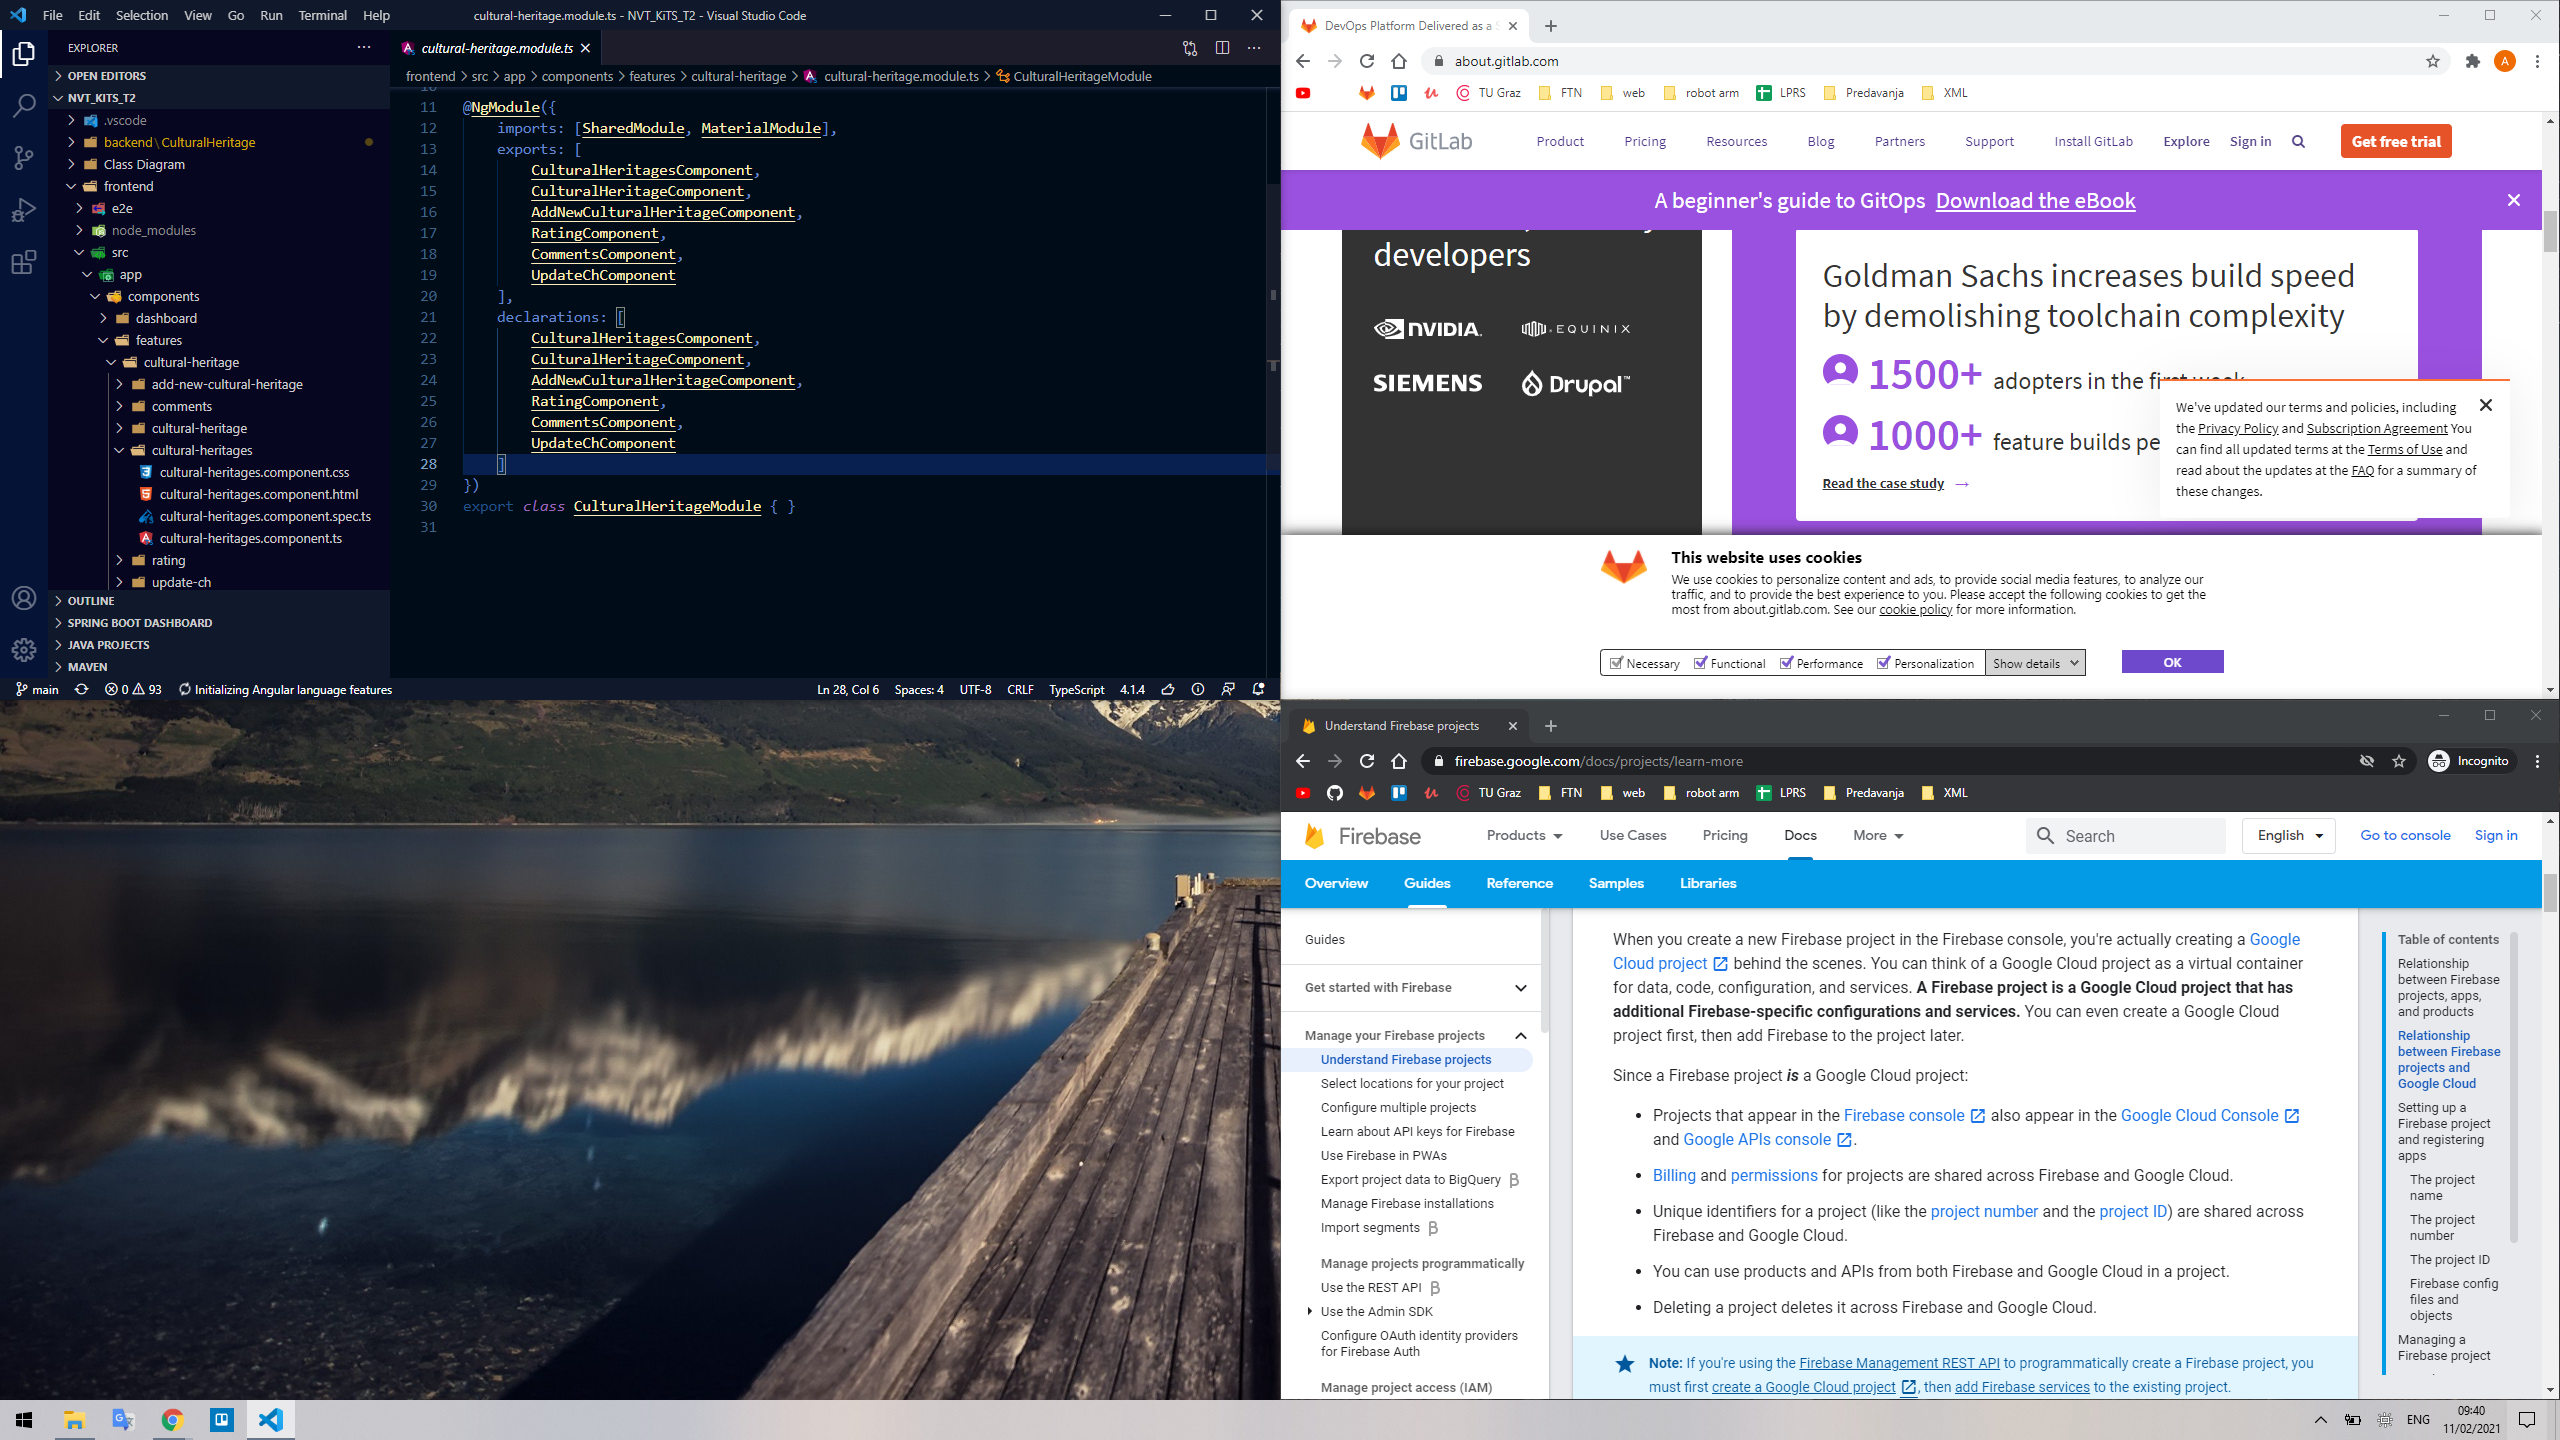 File Edit Selection View Go Run Terminal Help
cultural-heritage.module.ts - NVT_KiTS_T2 - Visual Studio Code
EXPLORER
OPEN EDITORS
NVT_KITS_T2
.vscode
backend\CulturalHeritage
Class Diagram
frontend
e2e
node_modules
src
app
components
dashboard
features
cultural-heritage
add-new-cultural-heritage
comments
cultural-heritage
cultural-heritages
cultural-heritages.component.css
cultural-heritages.component.html
cultural-heritages.component.spec.ts
cultural-heritages.component.ts
rating
update-ch
OUTLINE
SPRING BOOT DASHBOARD
JAVA PROJECTS
MAVEN
cultural-heritage.module.ts
frontend > src > app > components > features > cultural-heritage > cultural-heritage.module.ts > CulturalHeritageModule
10
11 @NgModule({
12 imports: [SharedModule, MaterialModule],
13 exports: [
14 CulturalHeritagesComponent,
15 CulturalHeritageComponent,
16 AddNewCulturalHeritageComponent,
17 RatingComponent,
18 CommentsComponent,
19 UpdateChComponent
20 ],
21 declarations: [
22 CulturalHeritagesComponent,
23 CulturalHeritageComponent,
24 AddNewCulturalHeritageComponent,
25 RatingComponent,
26 CommentsComponent,
27 UpdateChComponent
28 ]
29 })
30 export class CulturalHeritageModule { }
31
main 0 93 Initializing Angular language features
Ln 28, Col 6 Spaces: 4 UTF-8 CRLF TypeScript 4.1.4
DevOps Platform Delivered as a
about.gitlab.com
A
TU Graz FTN web robot arm LPRS Predavanja XML
GitLab
Product Pricing Resources Blog Partners Support Install GitLab Explore Sign in
Get free trial
A beginner's guide to GitOps Download the eBook
developers
NVIDIA. EQUINIX
SIEMENS Drupal™
Goldman Sachs increases build speed
by demolishing toolchain complexity
1500+ adopters in the first week
1000+ feature builds pe
Read the case study →
We've updated our terms and policies, including
the Privacy Policy and Subscription Agreement You
can find all updated terms at the Terms of Use and
read about the updates at the FAQ for a summary of
these changes.
This website uses cookies
We use cookies to personalize content and ads, to provide social media features, to analyze our
traffic, and to provide the best experience to you. Please accept the following cookies to get the
most from about.gitlab.com. See our cookie policy for more information.
Necessary Functional Performance Personalization Show details
OK
Understand Firebase projects
firebase.google.com/docs/projects/learn-more
Incognito
TU Graz FTN web robot arm LPRS Predavanja XML
Firebase
Products Use Cases Pricing Docs More
Search
English
Go to console Sign in
Overview Guides Reference Samples Libraries
Guides
Get started with Firebase
Manage your Firebase projects
Understand Firebase projects
Select locations for your project
Configure multiple projects
Learn about API keys for Firebase
Use Firebase in PWAs
Export project data to BigQuery β
Manage Firebase installations
Import segments β
Manage projects programmatically
Use the REST API β
Use the Admin SDK
Configure OAuth identity providers
for Firebase Auth
Manage project access (IAM)
When you create a new Firebase project in the Firebase console, you're actually creating a Google
Cloud project behind the scenes. You can think of a Google Cloud project as a virtual container
for data, code, configuration, and services. A Firebase project is a Google Cloud project that has
additional Firebase-specific configurations and services. You can even create a Google Cloud
project first, then add Firebase to the project later.
Since a Firebase project is a Google Cloud project:
• Projects that appear in the Firebase console also appear in the Google Cloud Console
and Google APIs console .
• Billing and permissions for projects are shared across Firebase and Google Cloud.
• Unique identifiers for a project (like the project number and the project ID) are shared across
Firebase and Google Cloud.
• You can use products and APIs from both Firebase and Google Cloud in a project.
• Deleting a project deletes it across Firebase and Google Cloud.
Note: If you're using the Firebase Management REST API to programmatically create a Firebase project, you
must first create a Google Cloud project , then add Firebase services to the existing project.
Table of contents
Relationship
between Firebase
projects, apps,
and products
Relationship
between Firebase
projects and
Google Cloud
Setting up a
Firebase project
and registering
apps
The project
name
The project
number
The project ID
Firebase config
files and
objects
Managing a
Firebase project
ENG
09:40
11/02/2021